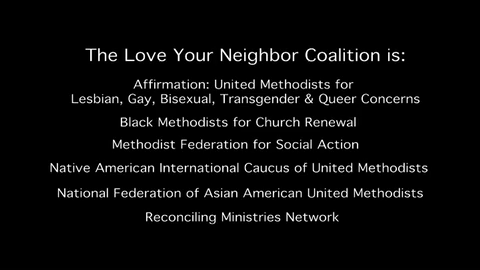 The Love Your Neighbor Coalition is:
Affirmation: United Methodists for
Lesbian, Gay, Bisexual, Transgender & Queer Concerns
Black Methodists for Church Renewal
Methodist Federation for Social Action
Native American International Caucus of United Methodists
National Federation of Asian American United Methodists
Reconciling Ministries Network